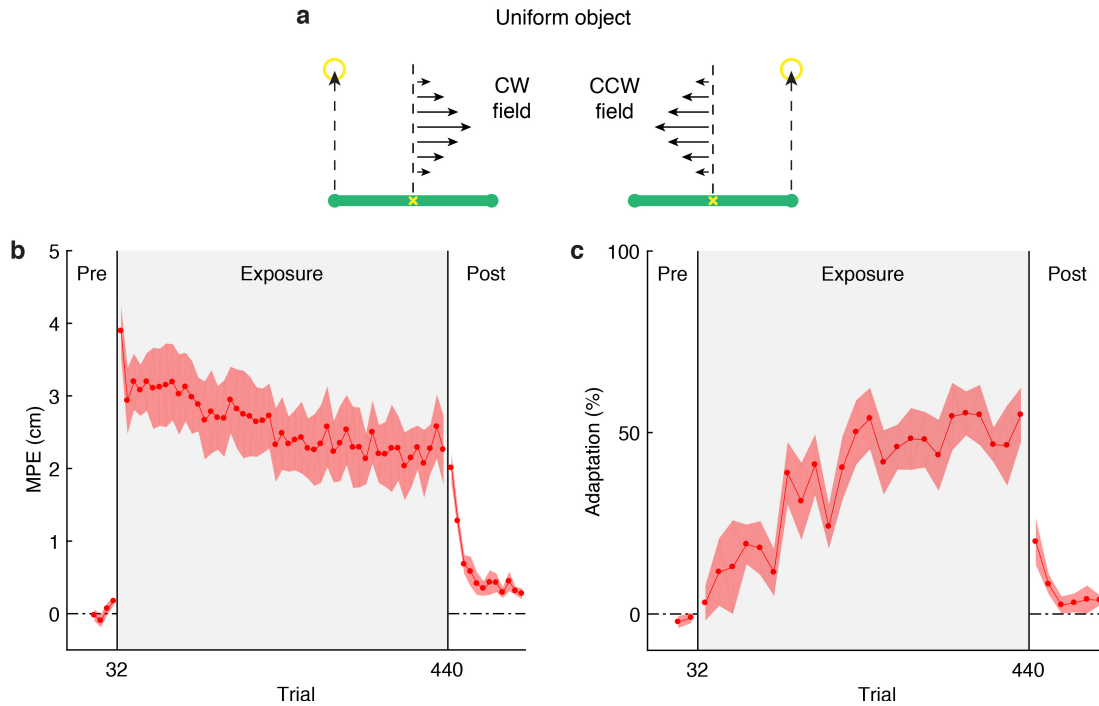 a
Uniform object
CW
field
CCW
field
b
5
4
3
2
1
0
MPE (cm)
Pre
Exposure
Post
32
440
Trial
c
100
50
0
Adaptation (%)
Pre
Exposure
Post
32
440
Trial